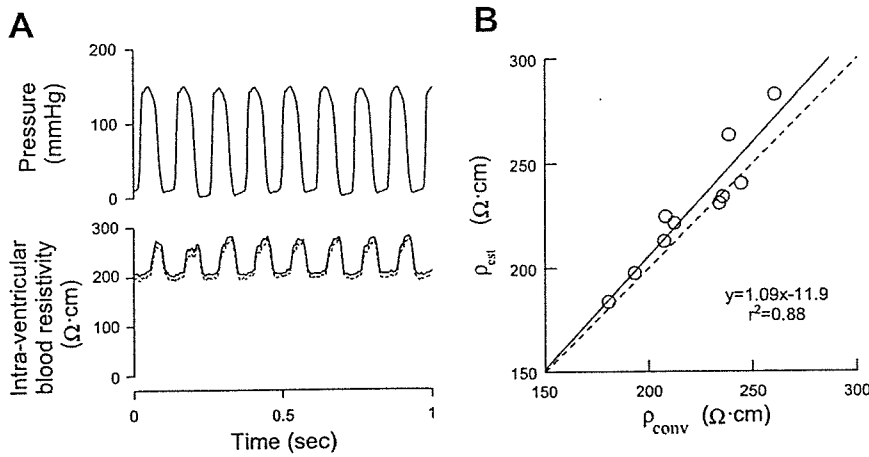 A
Pressure
(mmHg)
200
100
0
Intra-ventricular
blood resistivity
(Ω·cm)
300
200
100
0
0
0.5
1
Time (sec)
B
ρest (Ω·cm)
300
250
200
150
y=1.09x-11.9
r²=0.88
150
200
250
300
ρconv (Ω·cm)